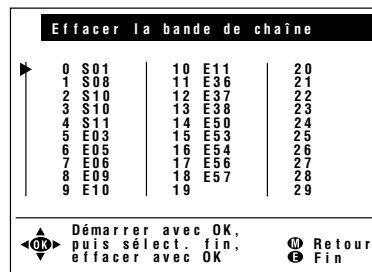 Effacer la bande de chaîne
0 S01 10 E11 20
1 S08 11 E36 21
2 S10 12 E37 22
3 S10 13 E38 23
4 S11 14 E50 24
5 E03 15 E53 25
6 E05 16 E54 26
7 E06 17 E56 27
8 E09 18 E57 28
9 E10 19 29
Démarrer avec OK,
puis sélect. fin, M Retour
OK effacer avec OK E Fin